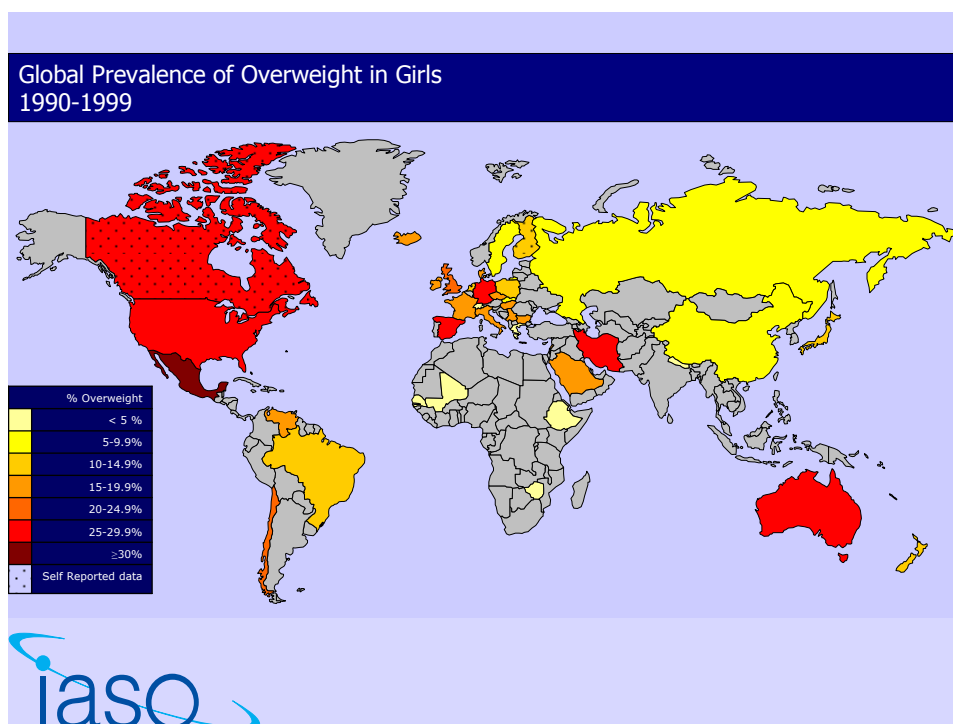 Global Prevalence of Overweight in Girls
1990-1999
% Overweight
< 5 %
5-9.9%
10-14.9%
15-19.9%
20-24.9%
25-29.9%
≥30%
Self Reported data
iaso